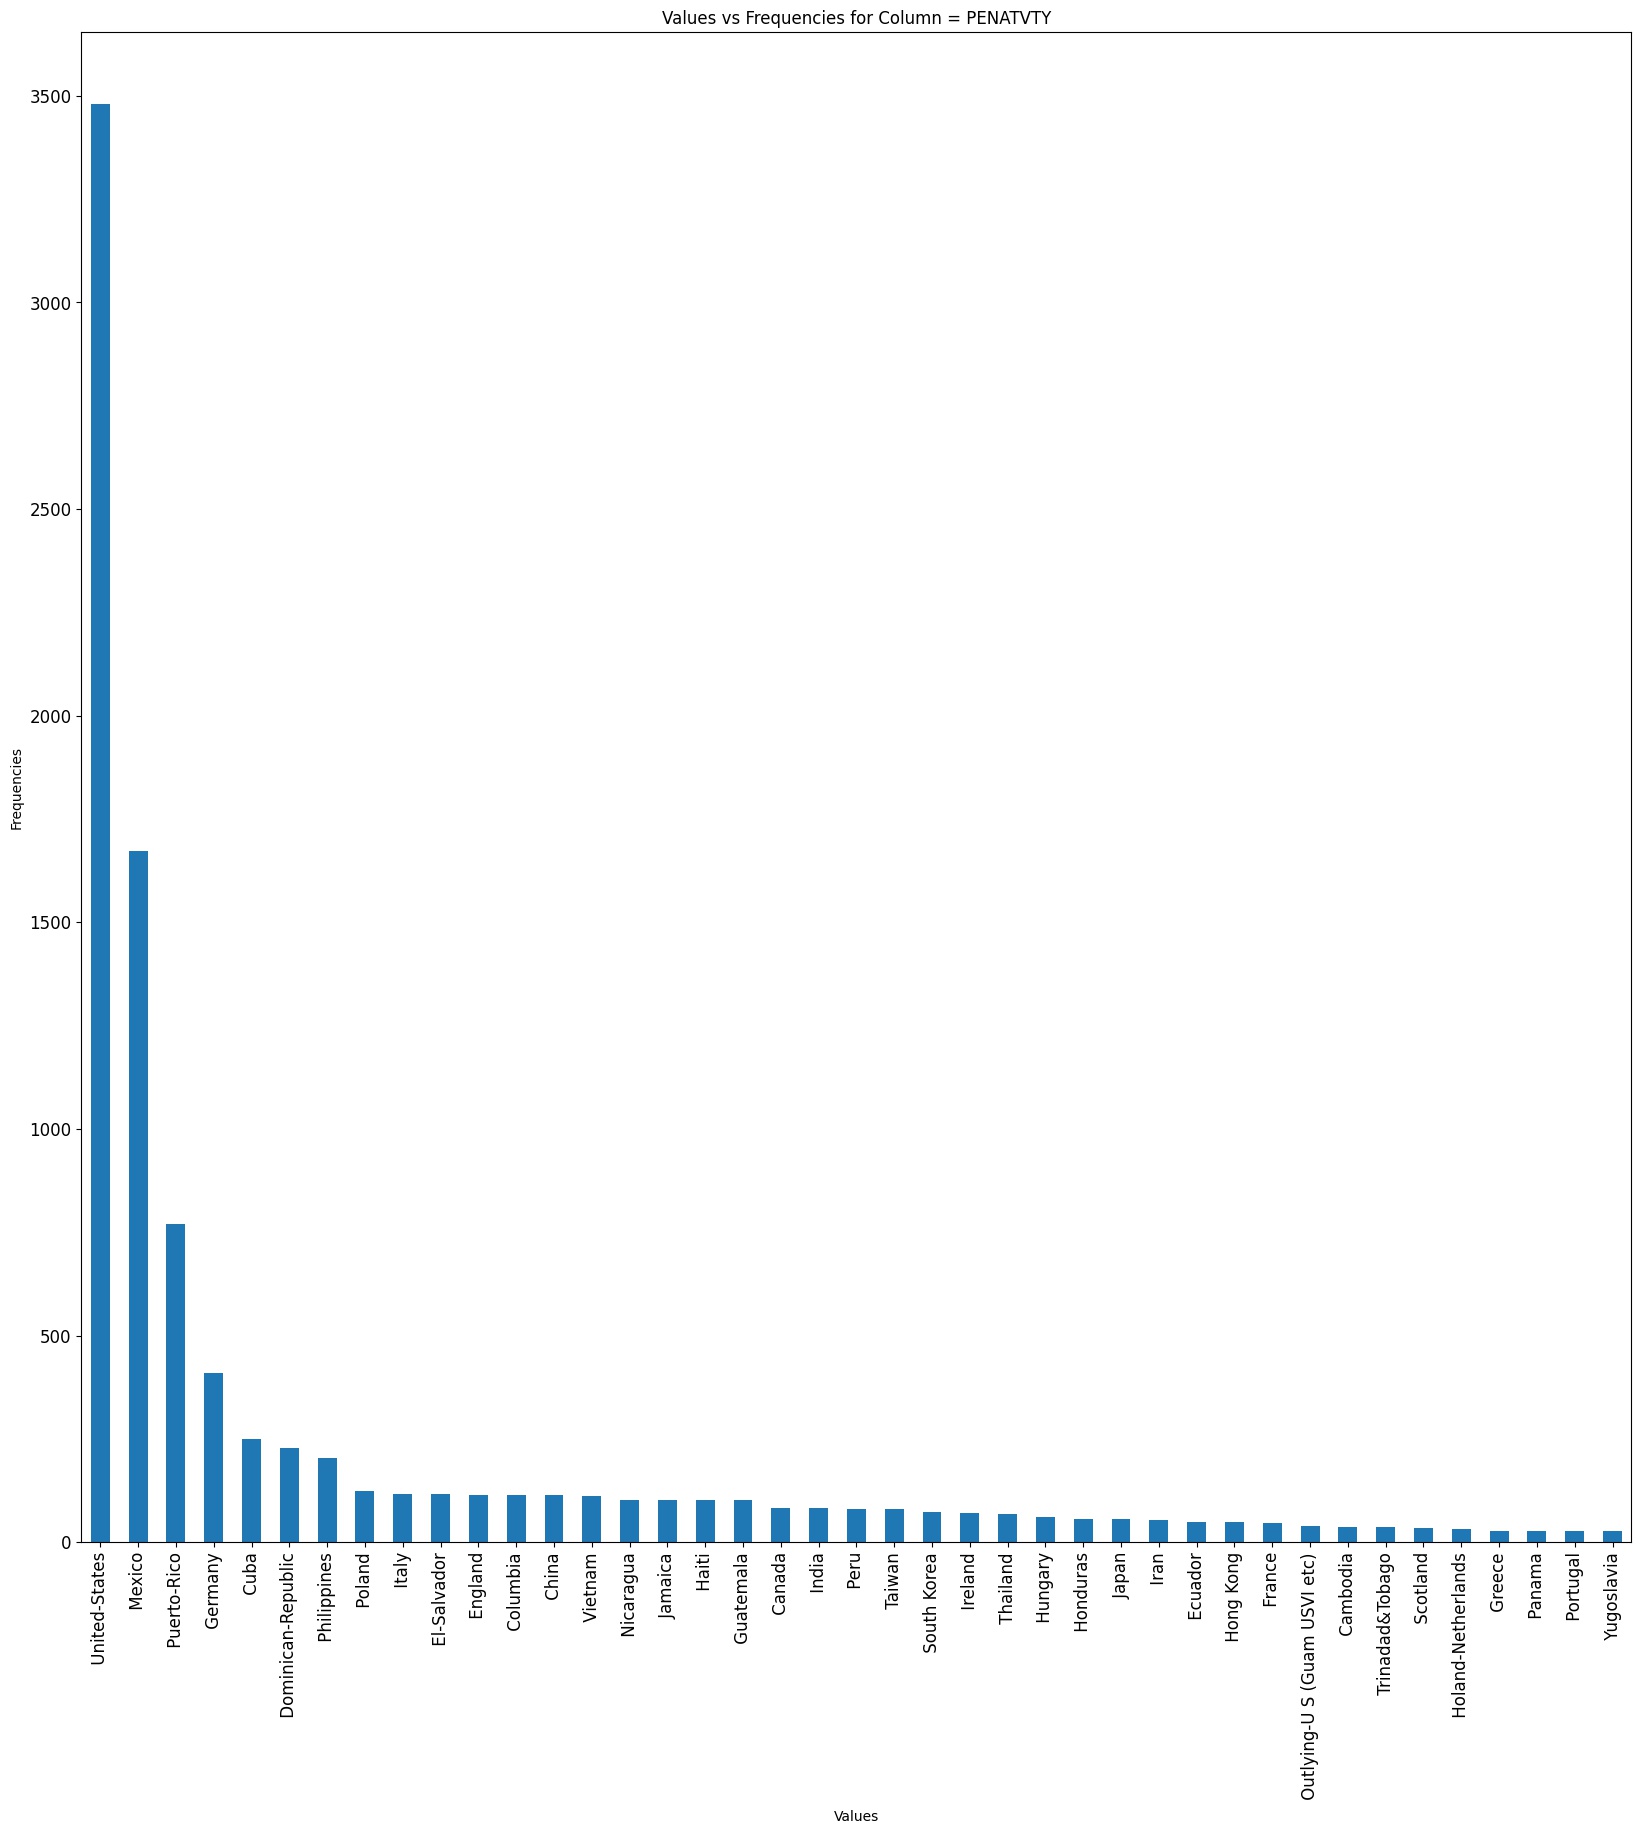 Values vs Frequencies for Column = PENATVTY
3500
3000
2500
2000
1500
1000
500
0
Frequencies
United-States
Mexico
Puerto-Rico
Germany
Cuba
Dominican-Republic
Philippines
Poland
Italy
El-Salvador
England
Columbia
China
Vietnam
Nicaragua
Jamaica
Haiti
Guatemala
Canada
India
Peru
Taiwan
South Korea
Ireland
Thailand
Hungary
Honduras
Japan
Iran
Ecuador
Hong Kong
France
Outlying-U S (Guam USVI etc)
Cambodia
Trinadad&Tobago
Scotland
Holand-Netherlands
Greece
Panama
Portugal
Yugoslavia
Values